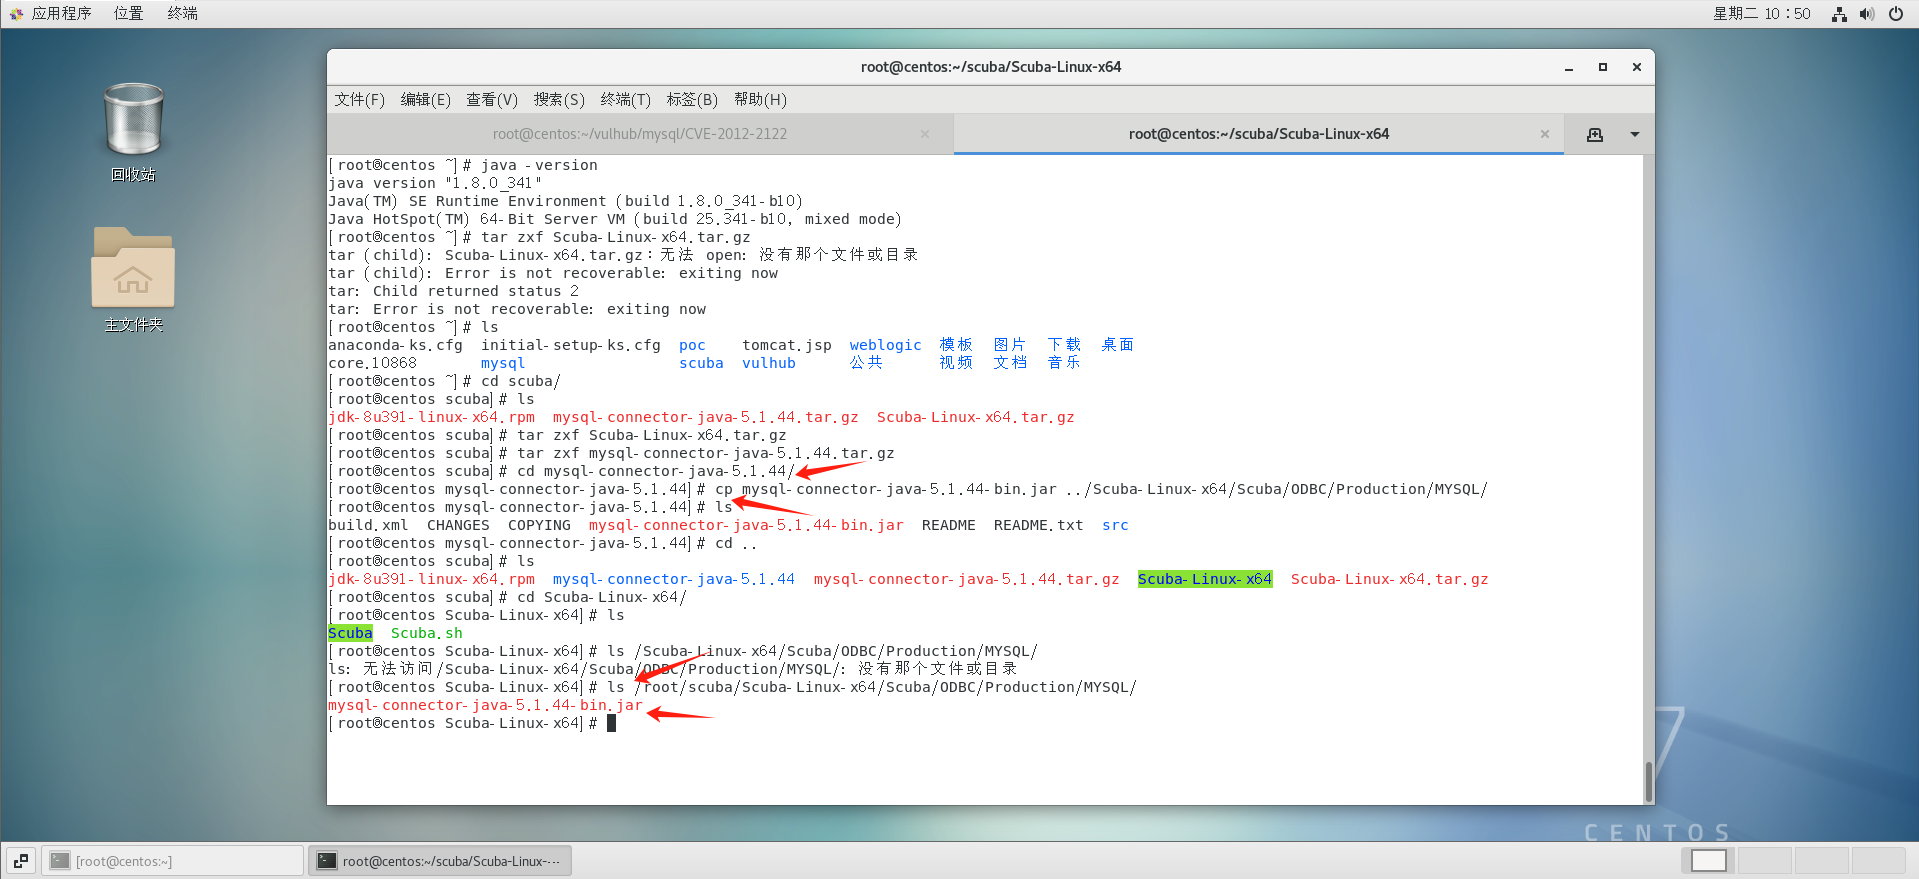 应用程序 位置 终端 星期二 10：50
回收站
主文件夹
root@centos:~/scuba/Scuba-Linux-x64
文件(F) 编辑(E) 查看(V) 搜索(S) 终端(T) 标签(B) 帮助(H)
root@centos:~/vulhub/mysql/CVE-2012-2122 × root@centos:~/scuba/Scuba-Linux-x64 ×
[root@centos ~]# java -version
java version "1.8.0_341"
Java(TM) SE Runtime Environment (build 1.8.0_341-b10)
Java HotSpot(TM) 64-Bit Server VM (build 25.341-b10, mixed mode)
[root@centos ~]# tar zxf Scuba-Linux-x64.tar.gz
tar (child): Scuba-Linux-x64.tar.gz：无法 open: 没有那个文件或目录
tar (child): Error is not recoverable: exiting now
tar: Child returned status 2
tar: Error is not recoverable: exiting now
[root@centos ~]# ls
anaconda-ks.cfg initial-setup-ks.cfg poc tomcat.jsp weblogic 模板 图片 下载 桌面
core.10868 mysql scuba vulhub 公共 视频 文档 音乐
[root@centos ~]# cd scuba/
[root@centos scuba]# ls
jdk-8u391-linux-x64.rpm mysql-connector-java-5.1.44.tar.gz Scuba-Linux-x64.tar.gz
[root@centos scuba]# tar zxf Scuba-Linux-x64.tar.gz
[root@centos scuba]# tar zxf mysql-connector-java-5.1.44.tar.gz
[root@centos scuba]# cd mysql-connector-java-5.1.44/
[root@centos mysql-connector-java-5.1.44]# cp mysql-connector-java-5.1.44-bin.jar ../Scuba-Linux-x64/Scuba/ODBC/Production/MYSQL/
[root@centos mysql-connector-java-5.1.44]# ls
build.xml CHANGES COPYING mysql-connector-java-5.1.44-bin.jar README README.txt src
[root@centos mysql-connector-java-5.1.44]# cd ..
[root@centos scuba]# ls
jdk-8u391-linux-x64.rpm mysql-connector-java-5.1.44 mysql-connector-java-5.1.44.tar.gz Scuba-Linux-x64 Scuba-Linux-x64.tar.gz
[root@centos scuba]# cd Scuba-Linux-x64/
[root@centos Scuba-Linux-x64]# ls
Scuba Scuba.sh
[root@centos Scuba-Linux-x64]# ls /Scuba-Linux-x64/Scuba/ODBC/Production/MYSQL/
ls: 无法访问/Scuba-Linux-x64/Scuba/ODBC/Production/MYSQL/: 没有那个文件或目录
[root@centos Scuba-Linux-x64]# ls /root/scuba/Scuba-Linux-x64/Scuba/ODBC/Production/MYSQL/
mysql-connector-java-5.1.44-bin.jar
[root@centos Scuba-Linux-x64]#
7
CENTOS
[root@centos:~] root@centos:~/scuba/Scuba-Linux-···